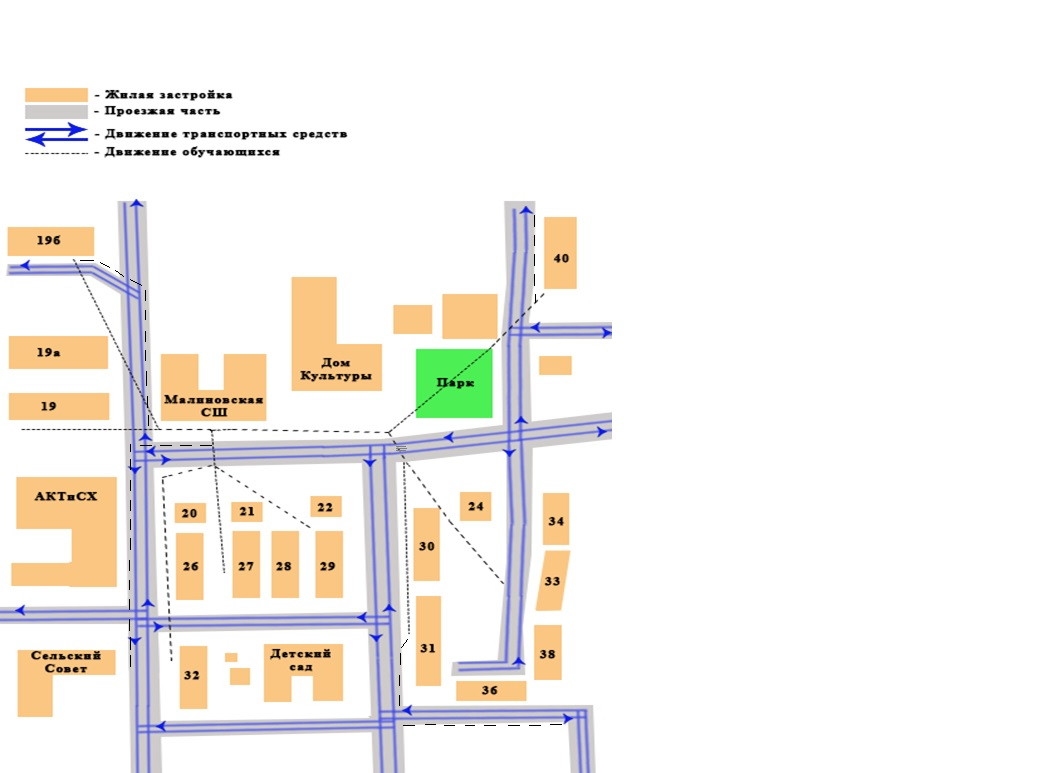 - Жилая застройка
- Проезжая часть
- Движение транспортных средств
- Движение обучающихся
19б
40
19а
Дом
Культуры
Парк
Малиновская
СШ
19
АКТиСХ
20
21
22
24
34
30
26
27
28
29
33
31
38
Сельский
Совет
32
Детский
сад
36